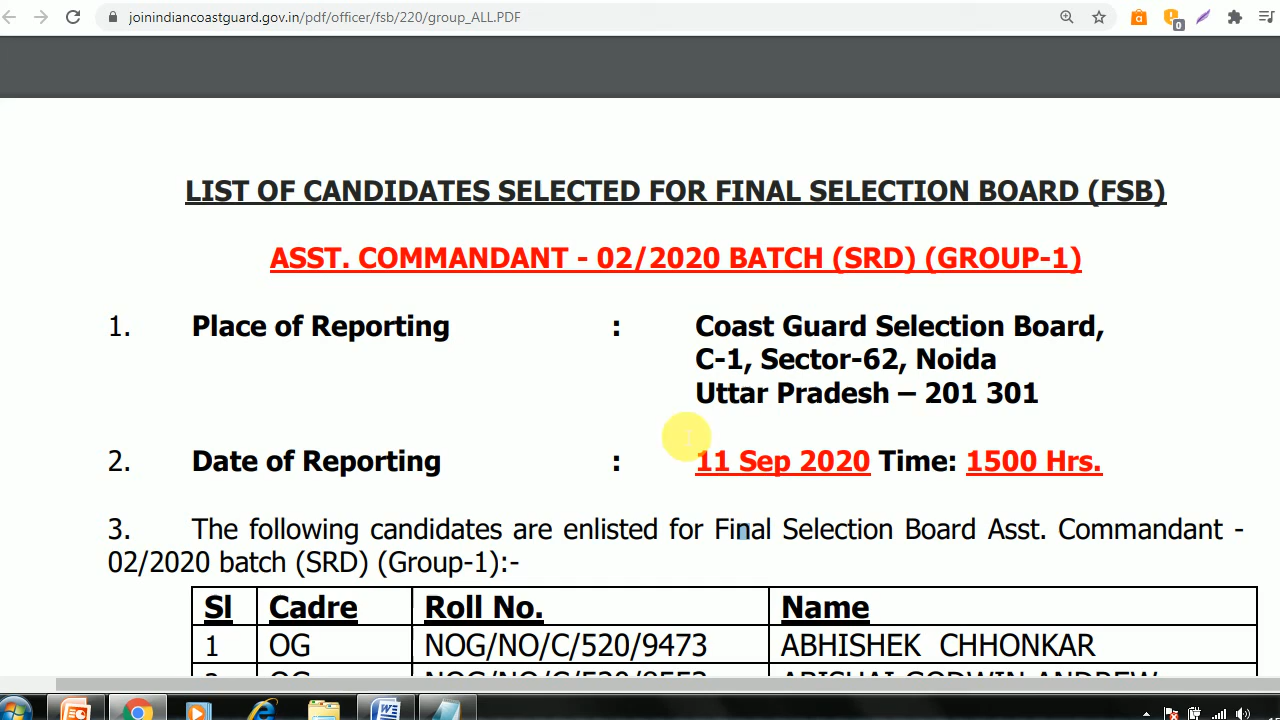 joinindiancoastguard.gov.in/pdf/officer/fsb/220/group_ALL.PDF
0
LIST OF CANDIDATES SELECTED FOR FINAL SELECTION BOARD (FSB)
ASST. COMMANDANT - 02/2020 BATCH (SRD) (GROUP-1)
1. Place of Reporting : Coast Guard Selection Board,
C-1, Sector-62, Noida
Uttar Pradesh – 201 301
2. Date of Reporting : 11 Sep 2020 Time: 1500 Hrs.
3. The following candidates are enlisted for Final Selection Board Asst. Commandant -
02/2020 batch (SRD) (Group-1):-
Sl Cadre Roll No. Name
1 OG NOG/NO/C/520/9473 ABHISHEK CHHONKAR